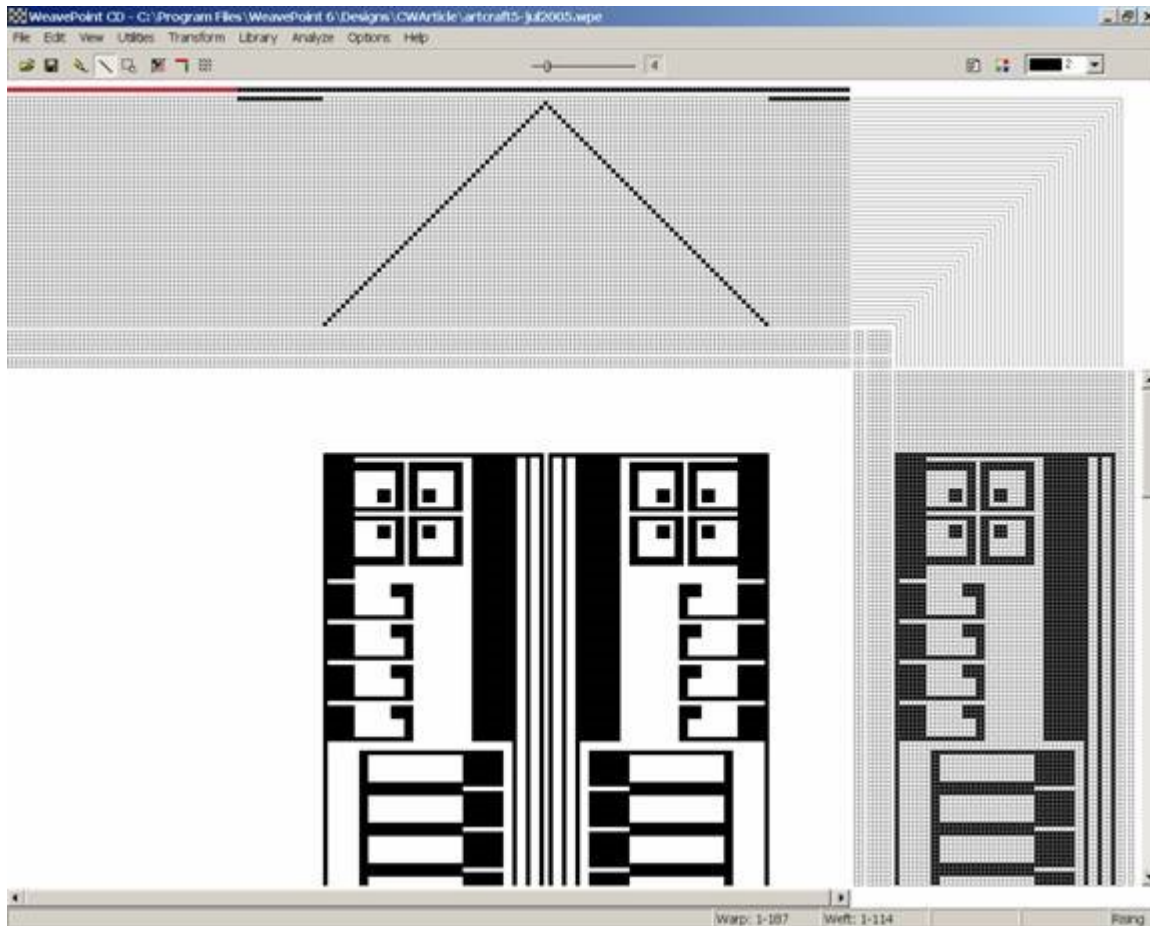 WeavePoint CD - C:\Program Files\WeavePoint 6\Designs\CWArticle\artcraft5-jul2005.wpe
File Edit View Utilities Transform Library Analyze Options Help
4 2
Warp: 1-187 Weft: 1-114 Rising